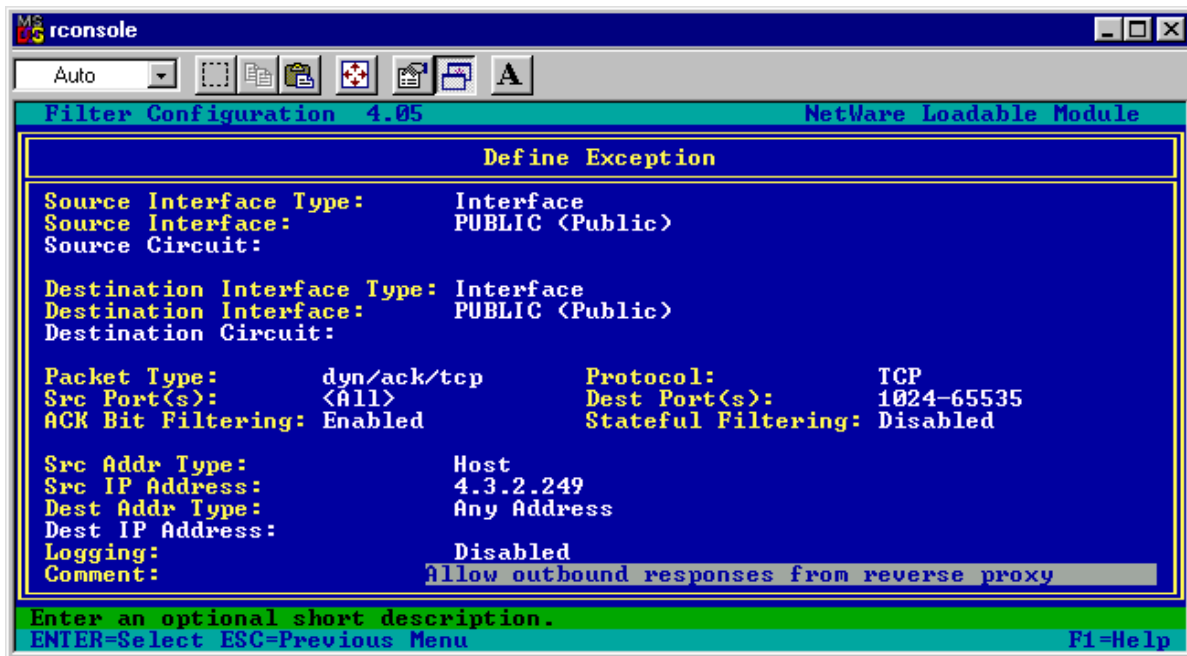 MS DS rconsole
Auto A
Filter Configuration 4.05 NetWare Loadable Module
Define Exception
Source Interface Type: Interface
Source Interface: PUBLIC <Public>
Source Circuit:
Destination Interface Type: Interface
Destination Interface: PUBLIC <Public>
Destination Circuit:
Packet Type: dyn/ack/tcp Protocol: TCP
Src Port<s>: <All> Dest Port<s>: 1024-65535
ACK Bit Filtering: Enabled Stateful Filtering: Disabled
Src Addr Type: Host
Src IP Address: 4.3.2.249
Dest Addr Type: Any Address
Dest IP Address:
Logging: Disabled
Comment: Allow outbound responses from reverse proxy
Enter an optional short description.
ENTER=Select ESC=Previous Menu F1=Help